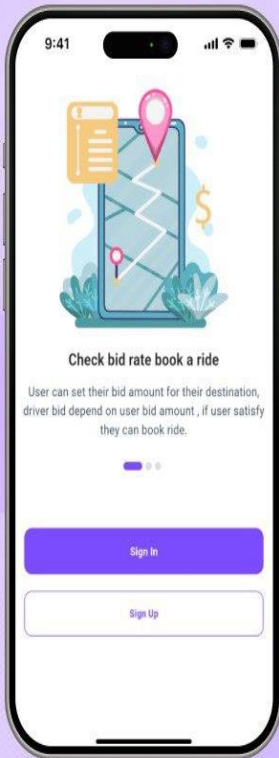 9:41
$
Check bid rate book a ride
User can set their bid amount for their destination,
driver bid depend on user bid amount , if user satisfy
they can book ride.
Sign In
Sign Up